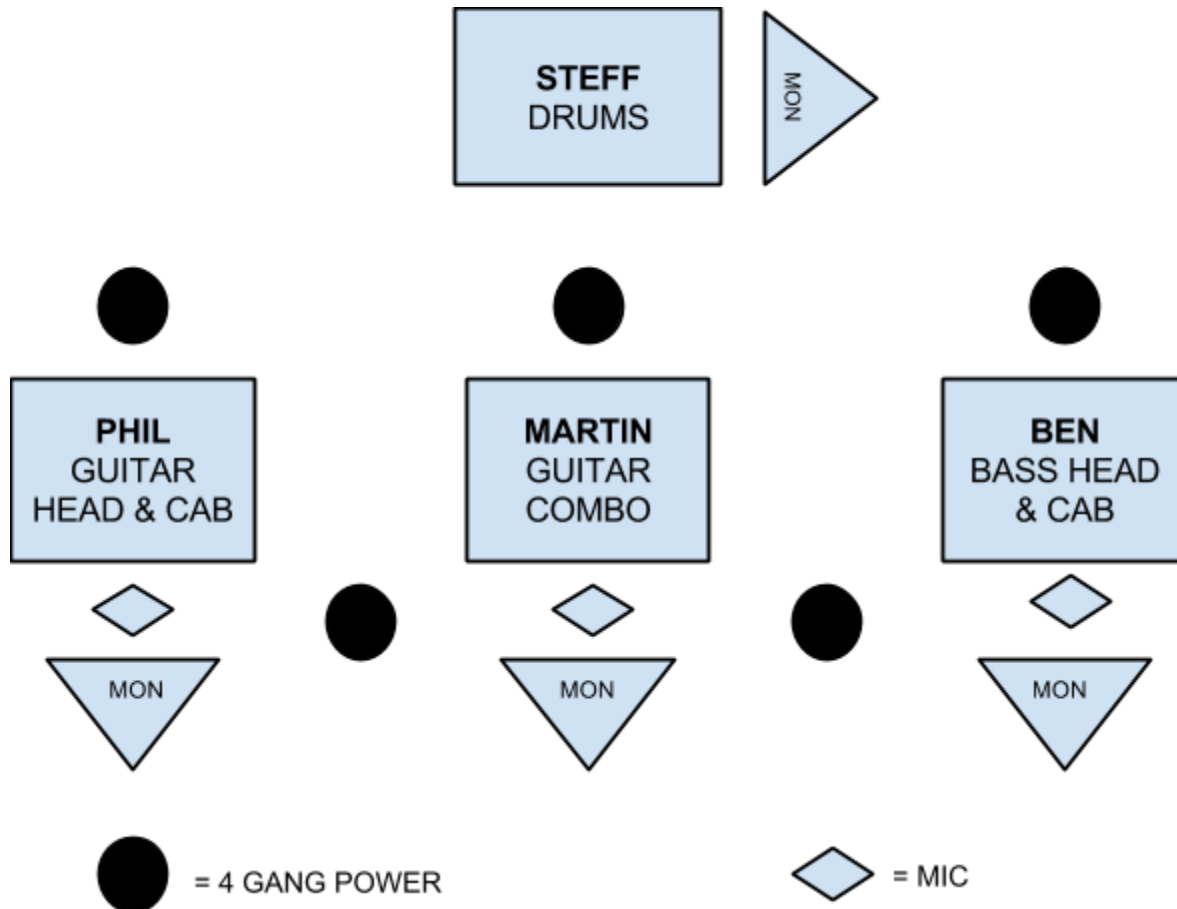 STEFF
DRUMS
MON
PHIL
GUITAR
HEAD & CAB
MARTIN
GUITAR
COMBO
BEN
BASS HEAD
& CAB
MON
MON
MON
= 4 GANG POWER
= MIC